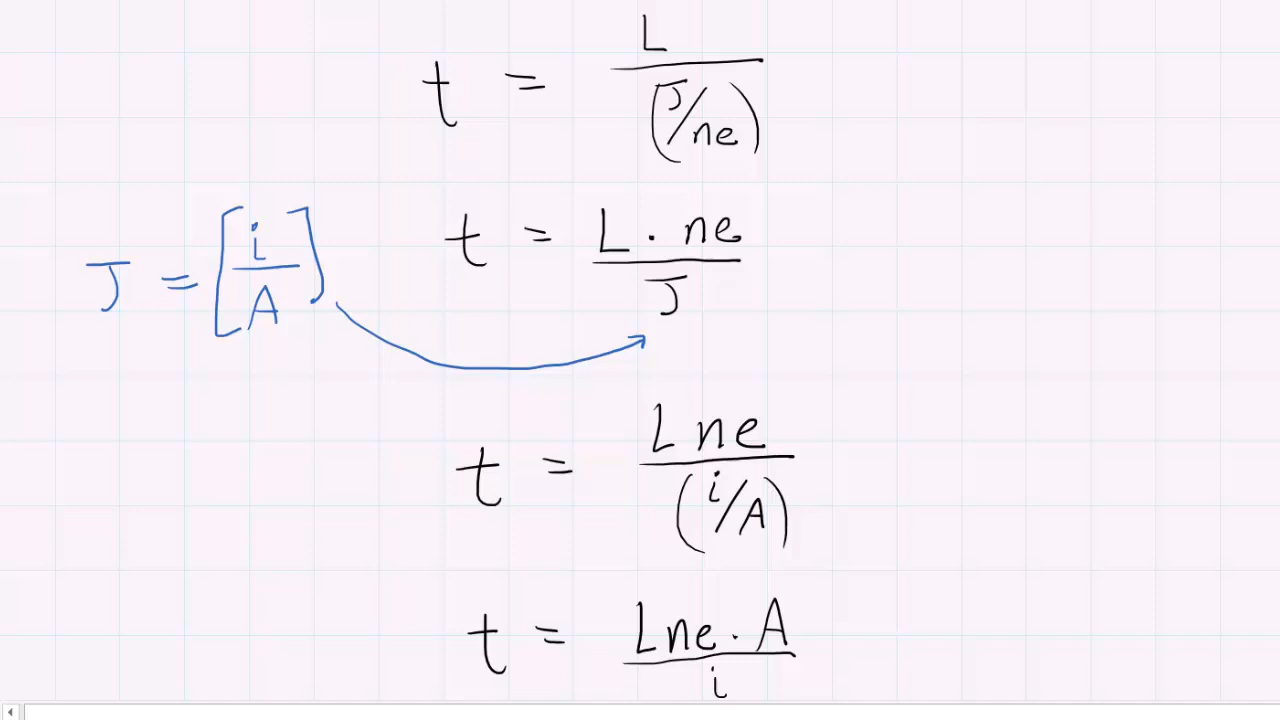 t = L / (J/ne)
t = L · ne / J
J = [i / A]
t = Lne / (i/A)
t = Lne · A / i